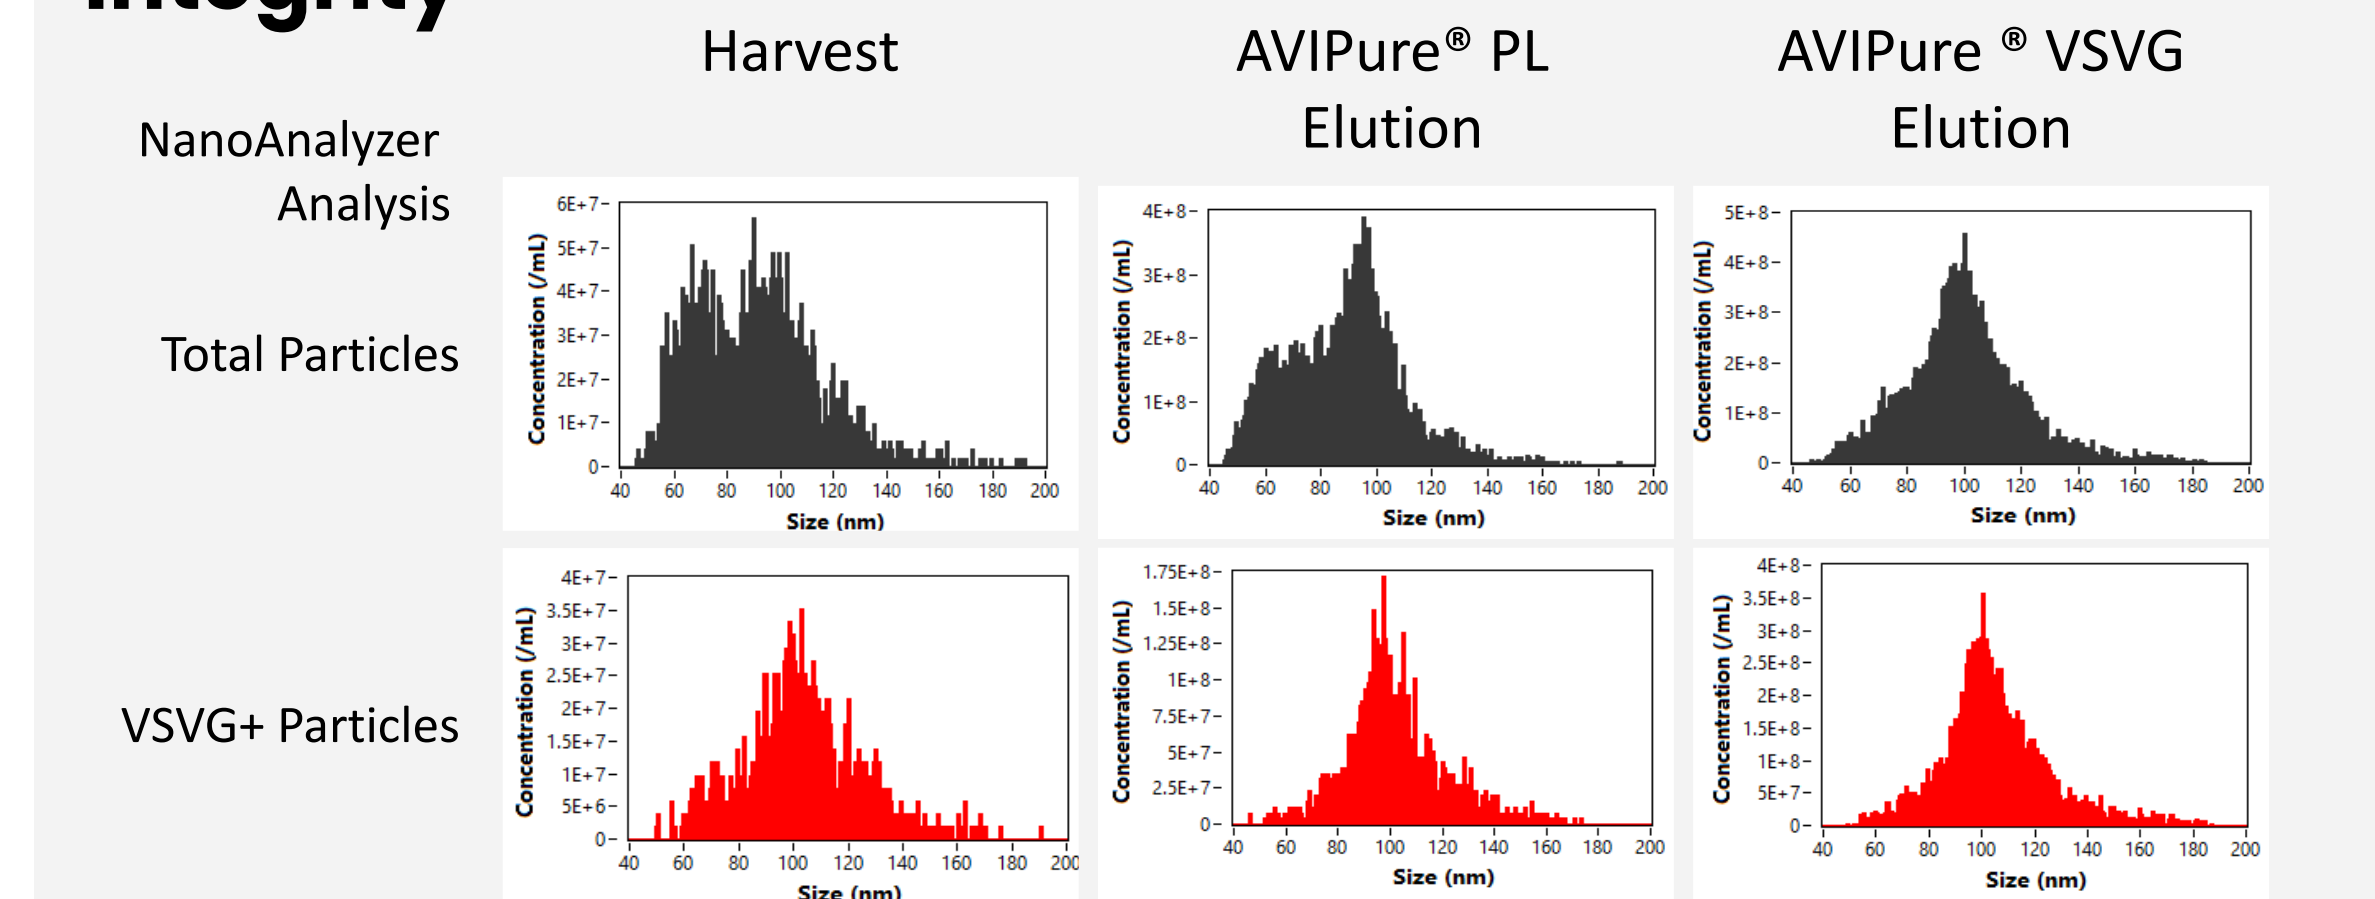 Integrity
Harvest
AVIPure® PL
Elution
AVIPure ® VSVG
Elution
NanoAnalyzer
Analysis
Total Particles
VSVG+ Particles
Concentration (/mL)
6E+7
5E+7
4E+7
3E+7
2E+7
1E+7
0
40 60 80 100 120 140 160 180 200
Size (nm)
Concentration (/mL)
4E+8
3E+8
2E+8
1E+8
0
40 60 80 100 120 140 160 180 200
Size (nm)
Concentration (/mL)
5E+8
4E+8
3E+8
2E+8
1E+8
0
40 60 80 100 120 140 160 180 200
Size (nm)
Concentration (/mL)
4E+7
3.5E+7
3E+7
2.5E+7
2E+7
1.5E+7
1E+7
5E+6
0
40 60 80 100 120 140 160 180 200
Size (nm)
Concentration (/mL)
1.75E+8
1.5E+8
1.25E+8
1E+8
7.5E+7
5E+7
2.5E+7
0
40 60 80 100 120 140 160 180 200
Size (nm)
Concentration (/mL)
4E+8
3.5E+8
3E+8
2.5E+8
2E+8
1.5E+8
1E+8
5E+7
0
40 60 80 100 120 140 160 180 200
Size (nm)